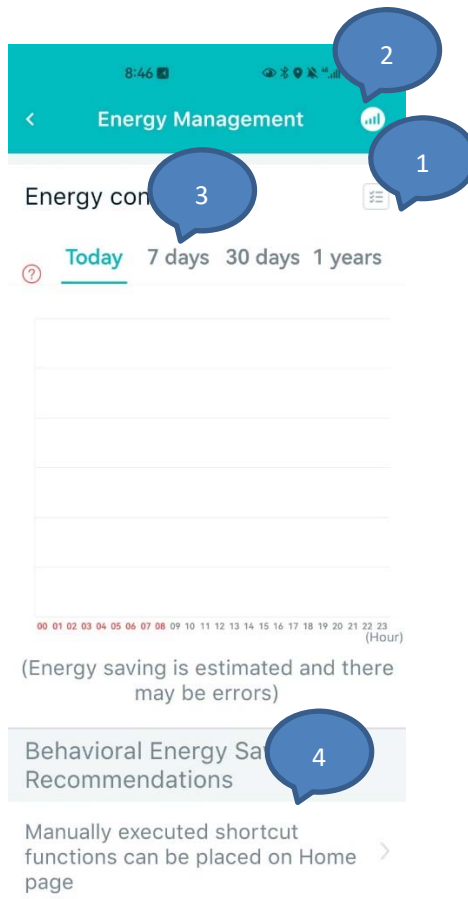 2
8:46
Energy Management
1
Energy con
3
Today 7 days 30 days 1 years
?
00 01 02 03 04 05 06 07 08 09 10 11 12 13 14 15 16 17 18 19 20 21 22 23
(Hour)
(Energy saving is estimated and there
may be errors)
Behavioral Energy Sa
4
Recommendations
Manually executed shortcut
functions can be placed on Home
page